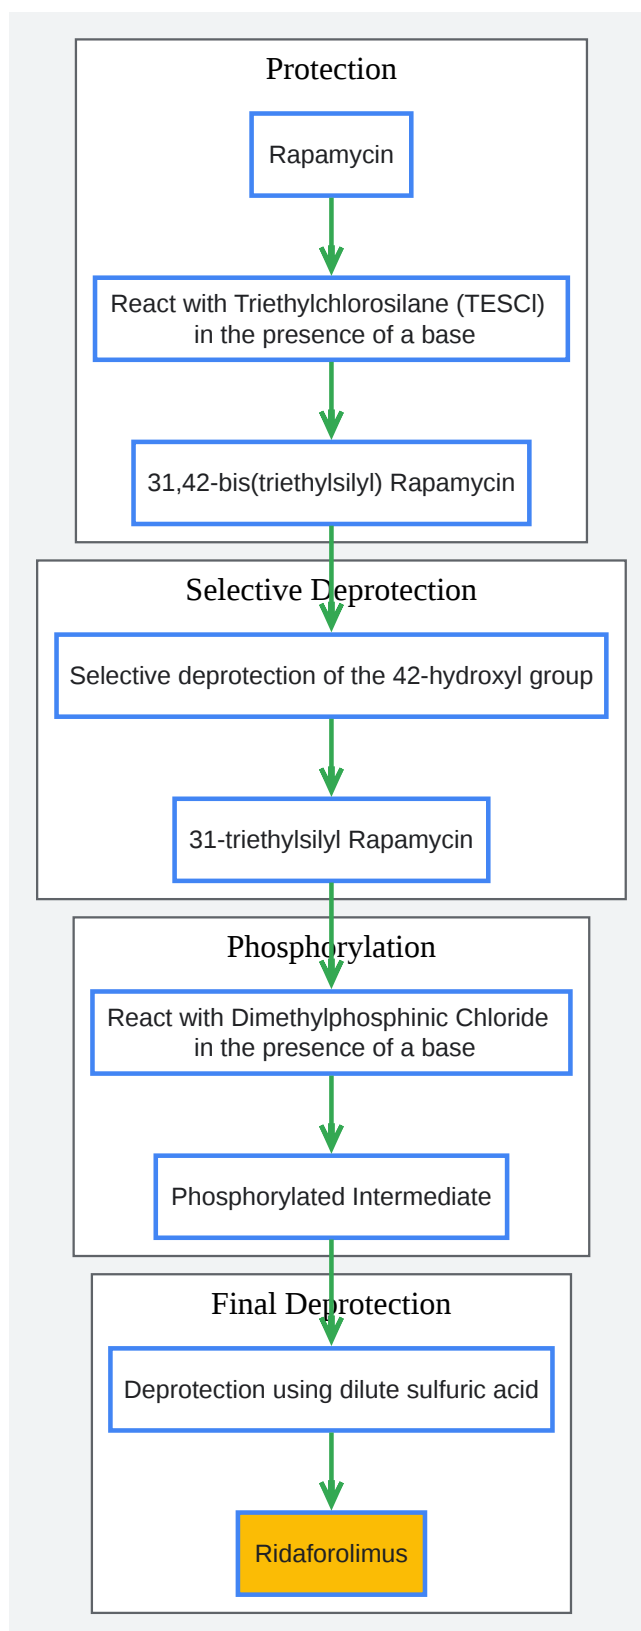 Protection
Rapamycin
React with Triethylchlorosilane (TESCl)
in the presence of a base
31,42-bis(triethylsilyl) Rapamycin
Selective Deprotection
Selective deprotection of the 42-hydroxyl group
31-triethylsilyl Rapamycin
Phosphorylation
React with Dimethylphosphinic Chloride
in the presence of a base
Phosphorylated Intermediate
Final Deprotection
Deprotection using dilute sulfuric acid
Ridaforolimus